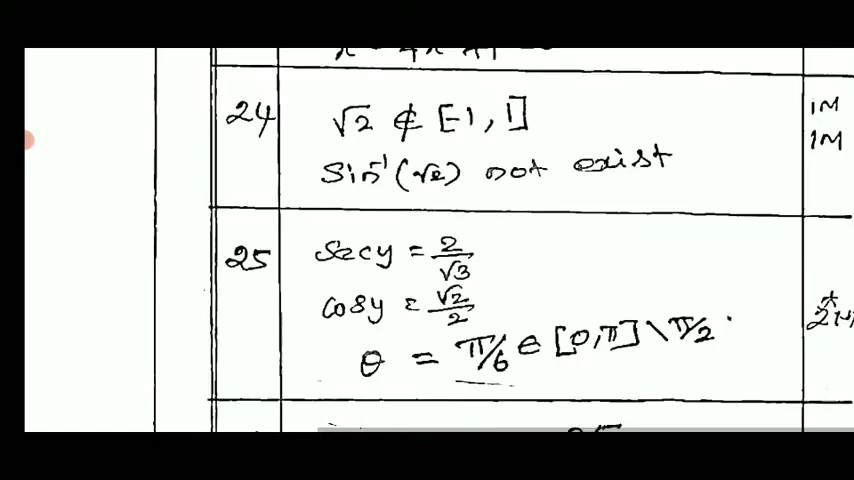 24
√2 ∉ [-1, 1]
1M
Sin⁻¹(√2) not exist
1M
25
Secy = 2/√3
Cosy = √2/2
θ = π/6 ∈ [0,π] \ π/2